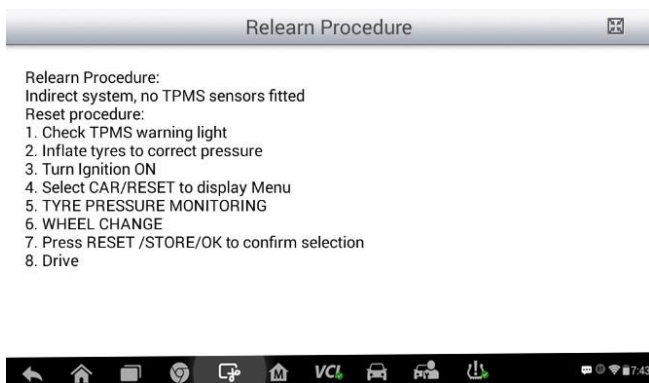 Relearn Procedure
Relearn Procedure:
Indirect system, no TPMS sensors fitted
Reset procedure:
1. Check TPMS warning light
2. Inflate tyres to correct pressure
3. Turn Ignition ON
4. Select CAR/RESET to display Menu
5. TYRE PRESSURE MONITORING
6. WHEEL CHANGE
7. Press RESET /STORE/OK to confirm selection
8. Drive
M VCI 7:43